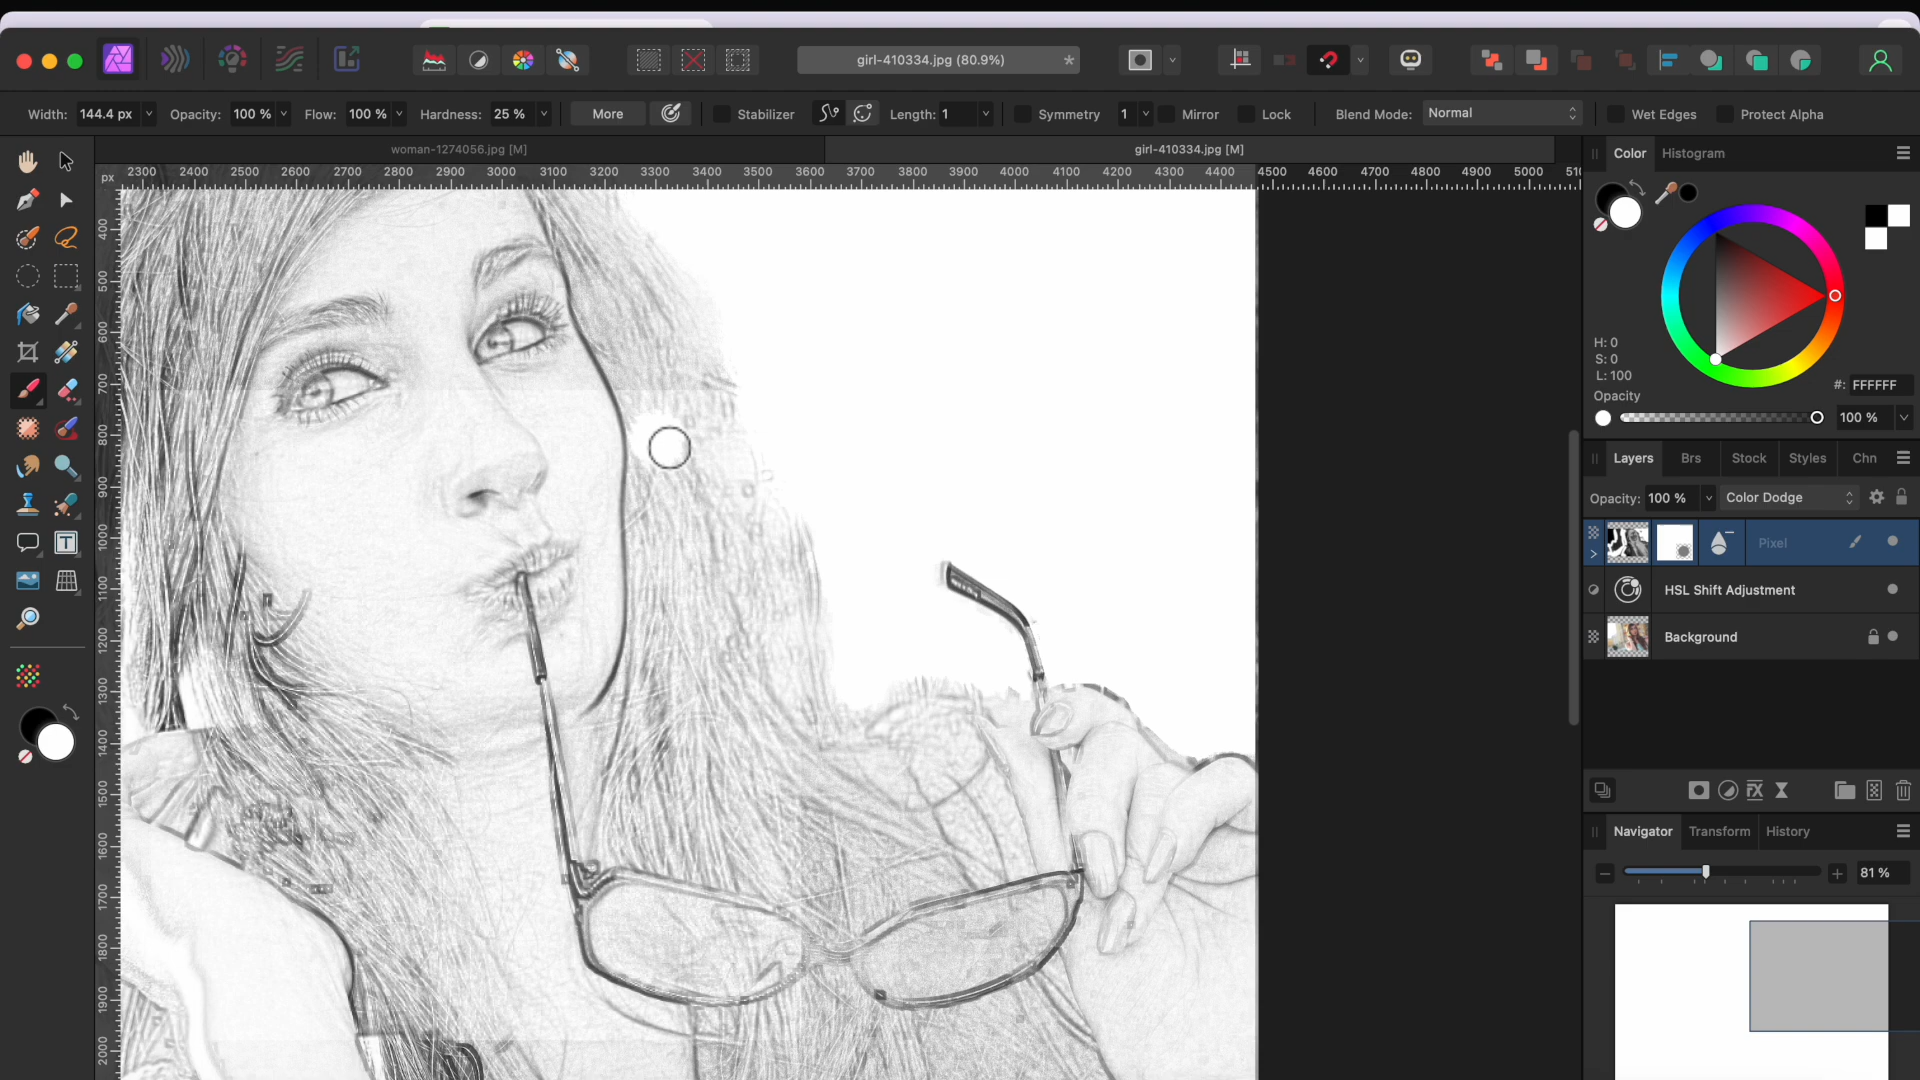 girl-410334.jpg (80.9%)
*
Width: 144.4 px Opacity: 100 % Flow: 100 % Hardness: 25 % More Stabilizer Length: 1 Symmetry 1 Mirror Lock Blend Mode: Normal Wet Edges Protect Alpha
woman-1274056.jpg [M] girl-410334.jpg [M]
px 2300 2400 2500 2600 2700 2800 2900 3000 3100 3200 3300 3400 3500 3600 3700 3800 3900 4000 4100 4200 4300 4400 4500 4600 4700 4800 4900 5000
400
500
600
700
800
900
1000
1100
1200
1300
1400
1500
1600
1700
1800
1900
2000
T
Color Histogram
H: 0
S: 0
L: 100
#: FFFFFF
Opacity
100 %
Layers Brs Stock Styles Chn
Opacity: 100 % Color Dodge
Pixel
HSL Shift Adjustment
Background
FX
Navigator Transform History
81 %